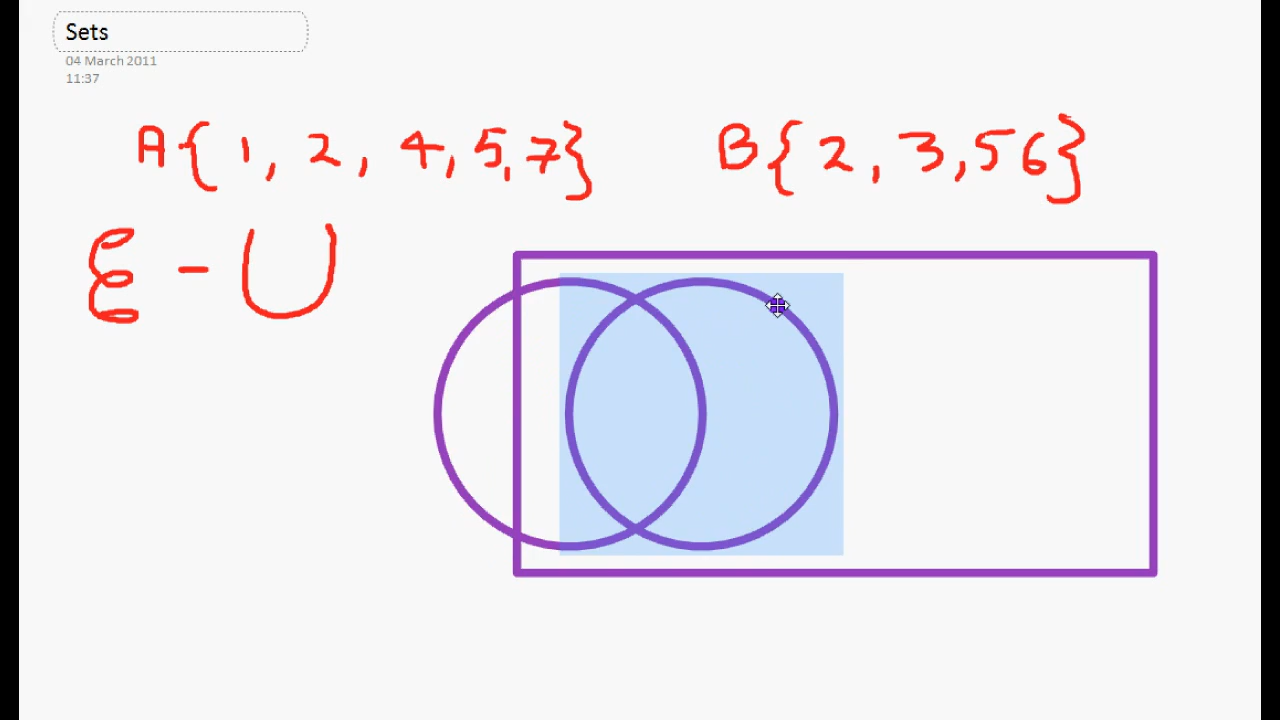 Sets
04 March 2011
11:37
A{1, 2, 4, 5, 7} B{2, 3, 5 6}
ξ - U